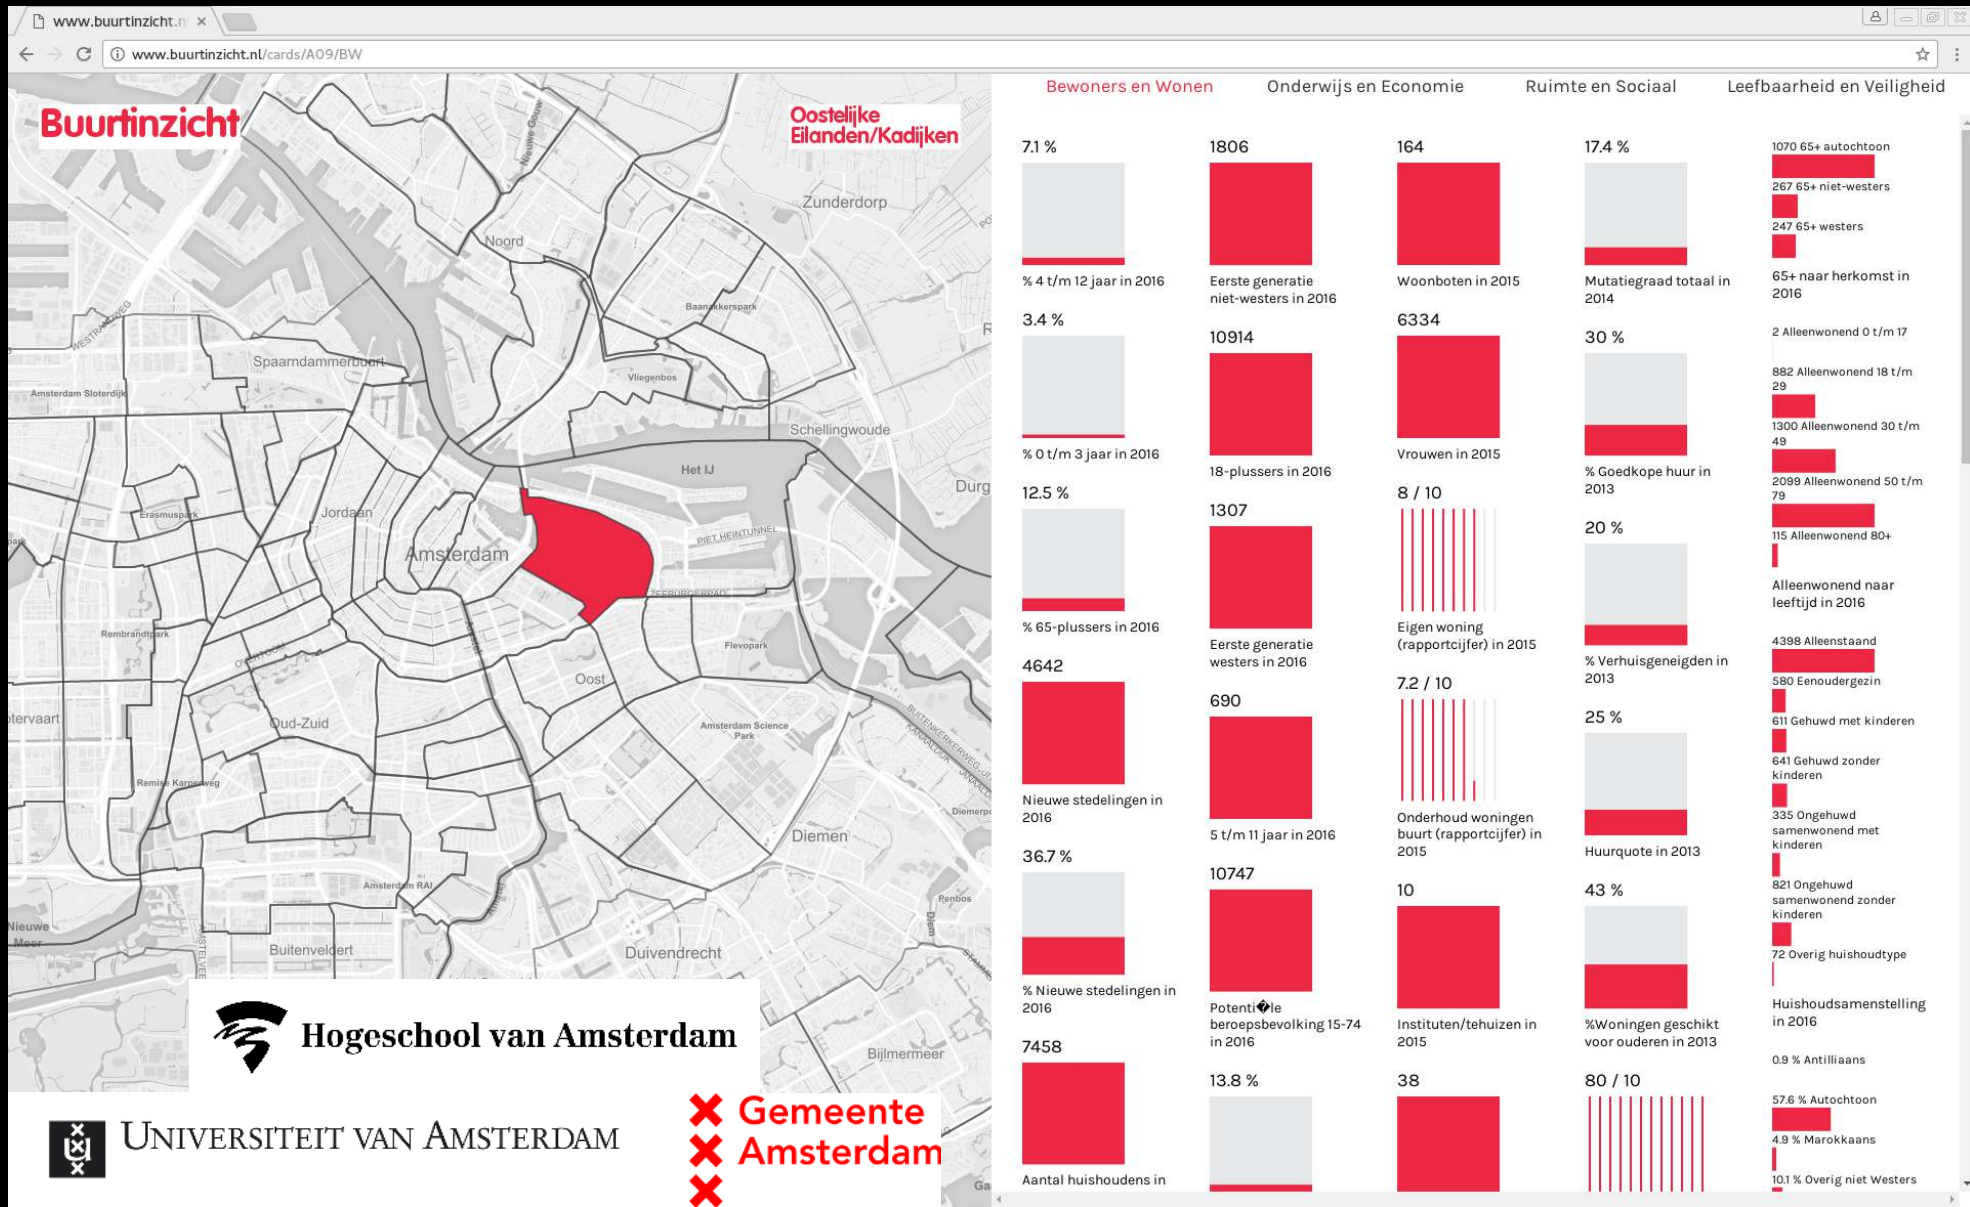 www.buurtinzicht.n
www.buurtinzicht.nl/cards/A09/BW
Buurtinzicht
Oostelijke
Eilanden/Kadijken
Nieuwe Gouw
Zunderdorp
Noord
WESTRANDWEG
Baanakkerspark
Spaarndammerbuurt
Vliegenbos
Amsterdam Sloterdijk
Schellingwoude
Het IJ
Durg
Erasmuspark
Jordaan
PIET HEINTUNNEL
Amsterdam
ZEEBURGERPAD
Rembrandtpark
OVERTOOM
Amstel
Flevopark
Oost
otervaart
Oud-Zuid
Amsterdam Science
Park
BUITENKERKERWEG
KANAALDIJK
Remise Karperweg
Diemen
Amsterdam RAI
Amstel
Penbos
Diem
Nieuwe
Meer
Buitenveldert
AMSTELVEE
Duivendrecht
Bijlmermeer
Hogeschool van Amsterdam
UNIVERSITEIT VAN AMSTERDAM
Gemeente
Amsterdam
Ga
Bewoners en Wonen
Onderwijs en Economie
Ruimte en Sociaal
Leefbaarheid en Veiligheid
7.1 %
% 4 t/m 12 jaar in 2016
3.4 %
% 0 t/m 3 jaar in 2016
12.5 %
% 65-plussers in 2016
4642
Nieuwe stedelingen in
2016
36.7 %
% Nieuwe stedelingen in
2016
7458
Aantal huishoudens in
1806
Eerste generatie
niet-westers in 2016
10914
18-plussers in 2016
1307
Eerste generatie
westers in 2016
690
5 t/m 11 jaar in 2016
10747
Potenti�le
beroepsbevolking 15-74
in 2016
13.8 %
164
Woonboten in 2015
6334
Vrouwen in 2015
8 / 10
Eigen woning
(rapportcijfer) in 2015
7.2 / 10
Onderhoud woningen
buurt (rapportcijfer) in
2015
10
Instituten/tehuizen in
2015
38
17.4 %
Mutatiegraad totaal in
2014
30 %
% Goedkope huur in
2013
20 %
% Verhuisgeneigden in
2013
25 %
Huurquote in 2013
43 %
%Woningen geschikt
voor ouderen in 2013
80 / 10
1070 65+ autochtoon
267 65+ niet-westers
247 65+ westers
65+ naar herkomst in
2016
2 Alleenwonend 0 t/m 17
882 Alleenwonend 18 t/m
29
1300 Alleenwonend 30 t/m
49
2099 Alleenwonend 50 t/m
79
115 Alleenwonend 80+
Alleenwonend naar
leeftijd in 2016
4398 Alleenstaand
580 Eenoudergezin
611 Gehuwd met kinderen
641 Gehuwd zonder
kinderen
335 Ongehuwd
samenwonend met
kinderen
821 Ongehuwd
samenwonend zonder
kinderen
72 Overig huishoudtype
Huishoudsamenstelling
in 2016
0.9 % Antilliaans
57.6 % Autochtoon
4.9 % Marokkaans
10.1 % Overig niet Westers